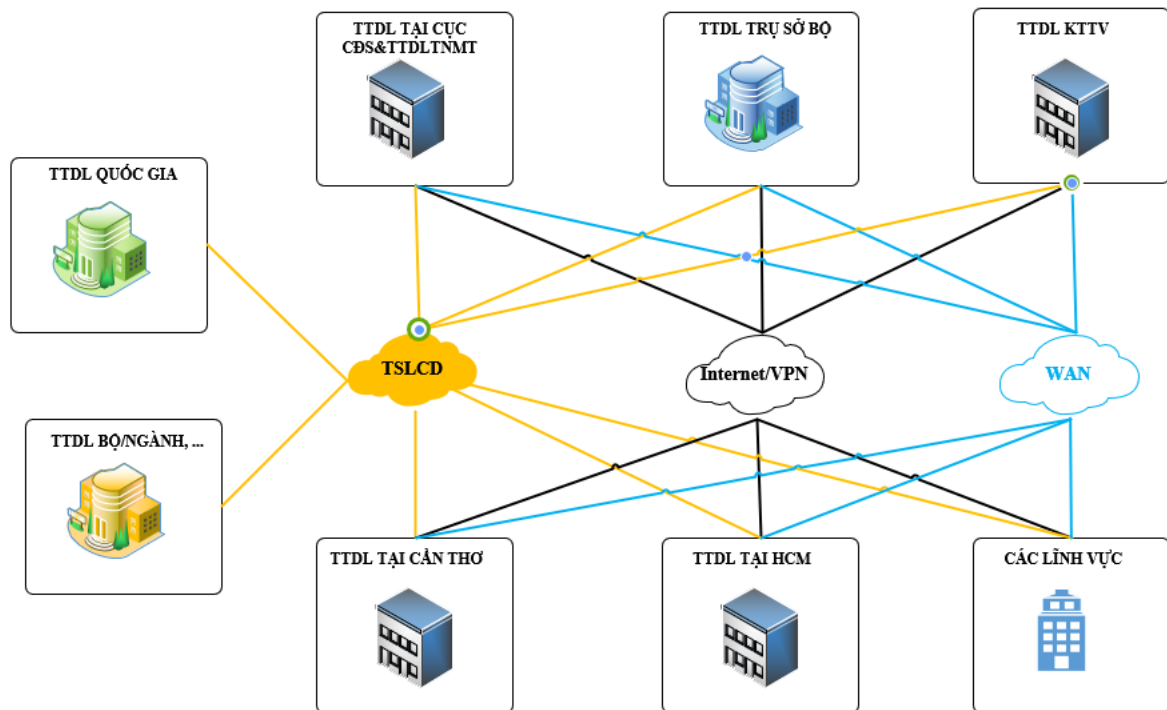 TTDL TẠI CỤC
CĐS&TTDLTNMT
TTDL TRỤ SỞ BỘ
TTDL KTTV
TTDL QUỐC GIA
TSLCD
Internet/VPN
WAN
TTDL BỘ/NGÀNH, ...
TTDL TẠI CẦN THƠ
TTDL TẠI HCM
CÁC LĨNH VỰC